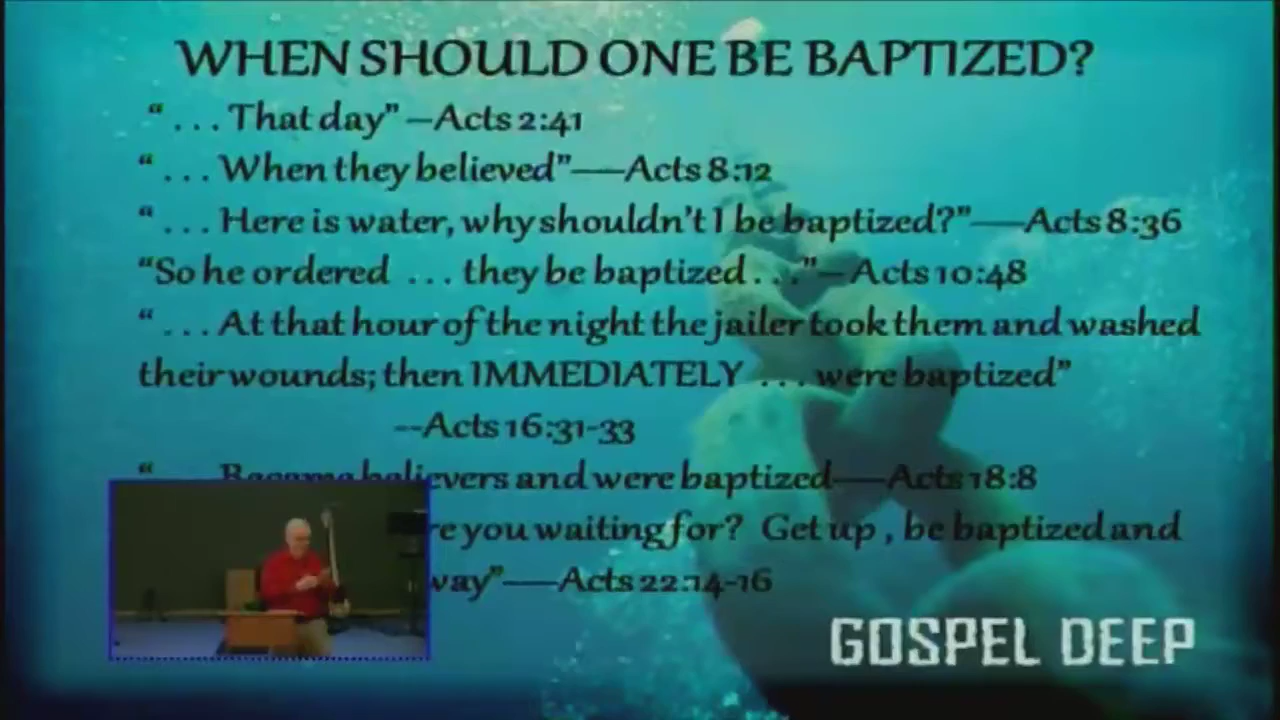 WHEN SHOULD ONE BE BAPTIZED?
“ . . . That day” –Acts 2:41
“ . . . When they believed”––Acts 8:12
“ . . . Here is water, why shouldn’t I be baptized?”––Acts 8:36
“So he ordered . . . they be baptized . . .”– Acts 10:48
“ . . . At that hour of the night the jailer took them and washed
their wounds; then IMMEDIATELY . . . were baptized”
--Acts 16:31-33
“ . . . Became believers and were baptized––Acts 18:8
you waiting for? Get up , be baptized and
”––Acts 22:14-16
GOSPEL DEEP